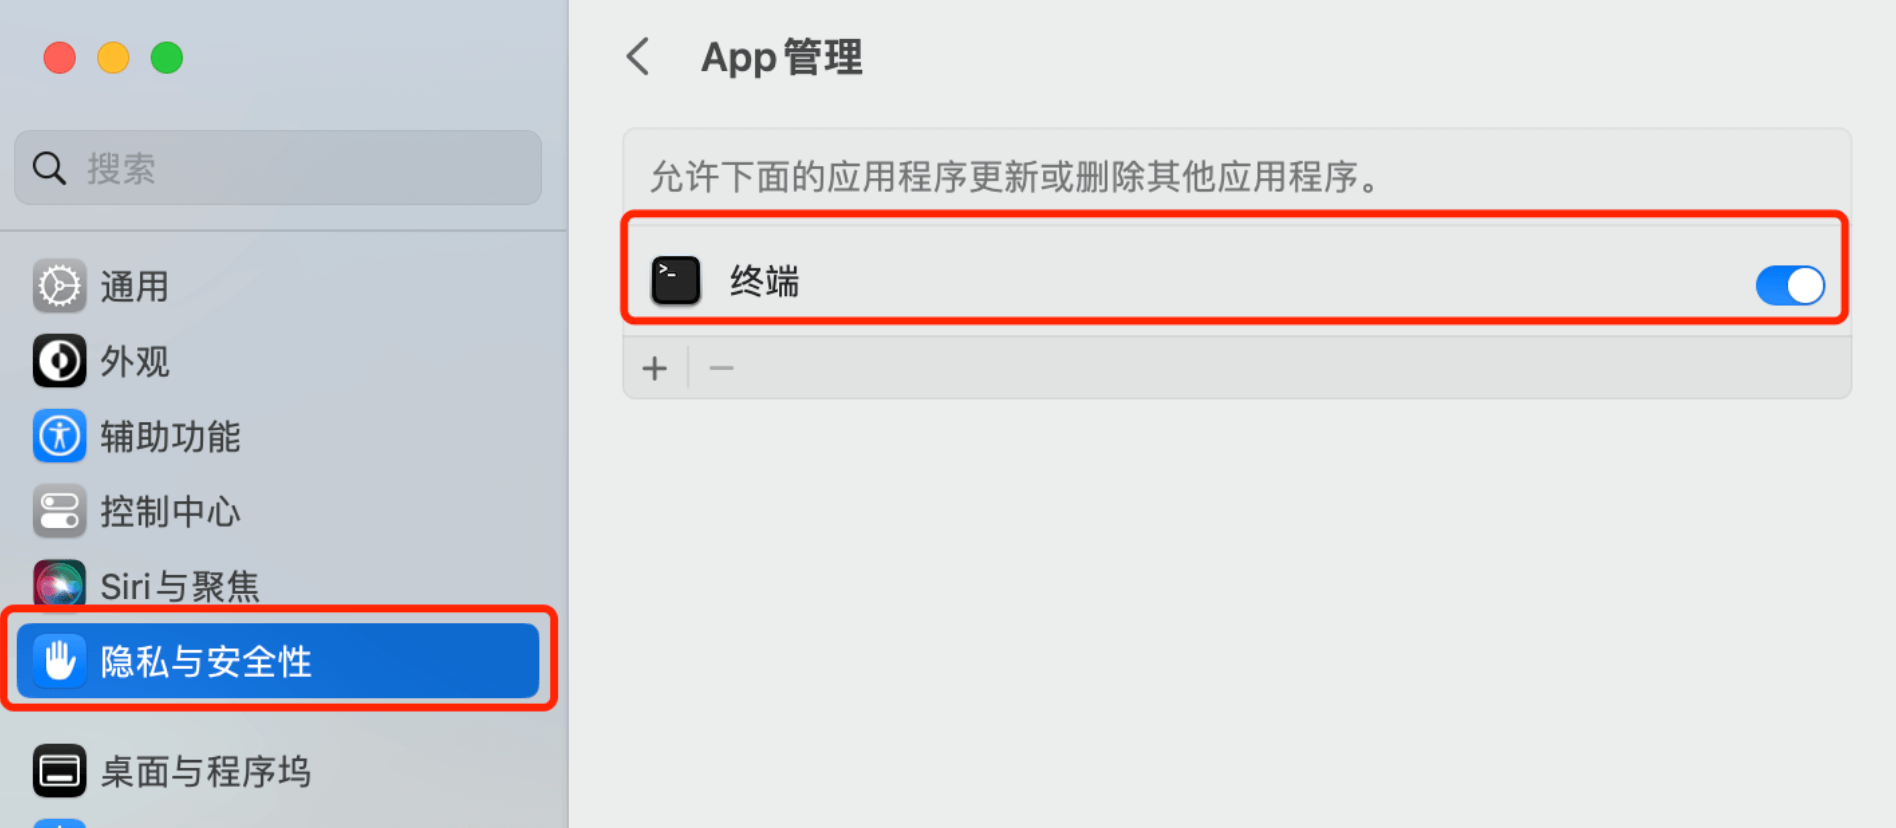 搜索
通用
外观
辅助功能
控制中心
Siri与聚焦
隐私与安全性
桌面与程序坞
App管理
允许下面的应用程序更新或删除其他应用程序。
终端